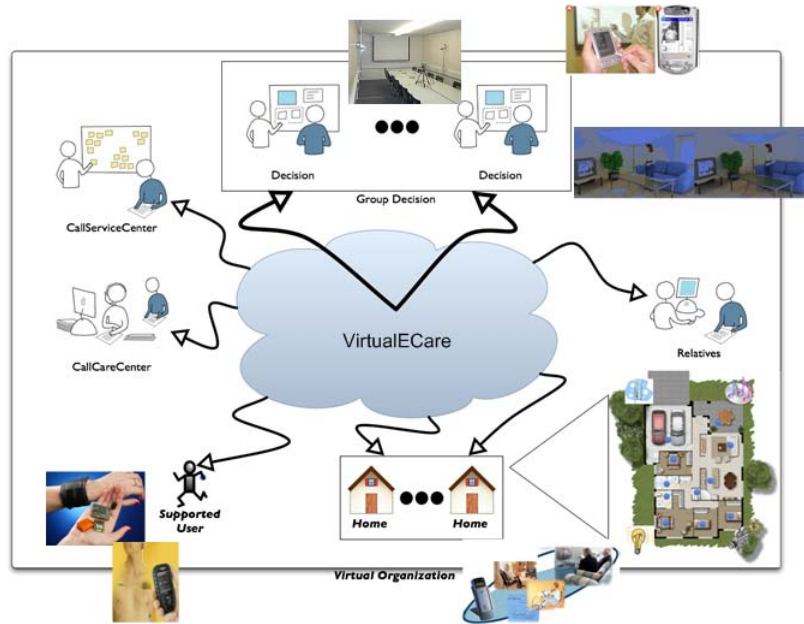 Decision
Decision
Group Decision
CallServiceCenter
VirtualECare
CallCareCenter
Relatives
Supported
User
Home
Home
Virtual Organization